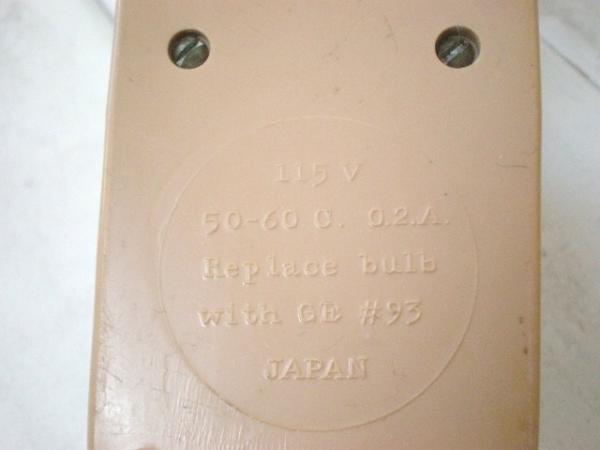 115 V
50-60 C. 0.2.A.
Replace bulb
with GE #93
JAPAN